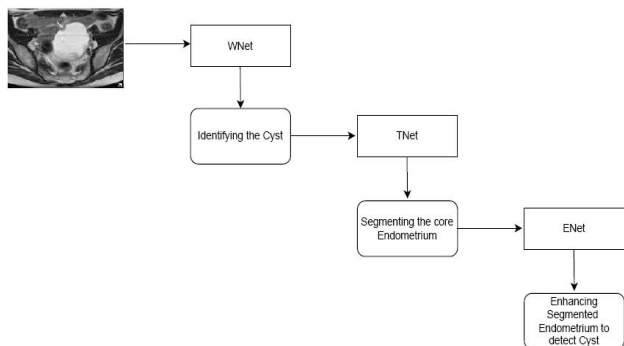 WNet
Identifying the Cyst
TNet
Segmenting the core
Endometrium
ENet
Enhancing
Segmented
Endometrium to
detect Cyst